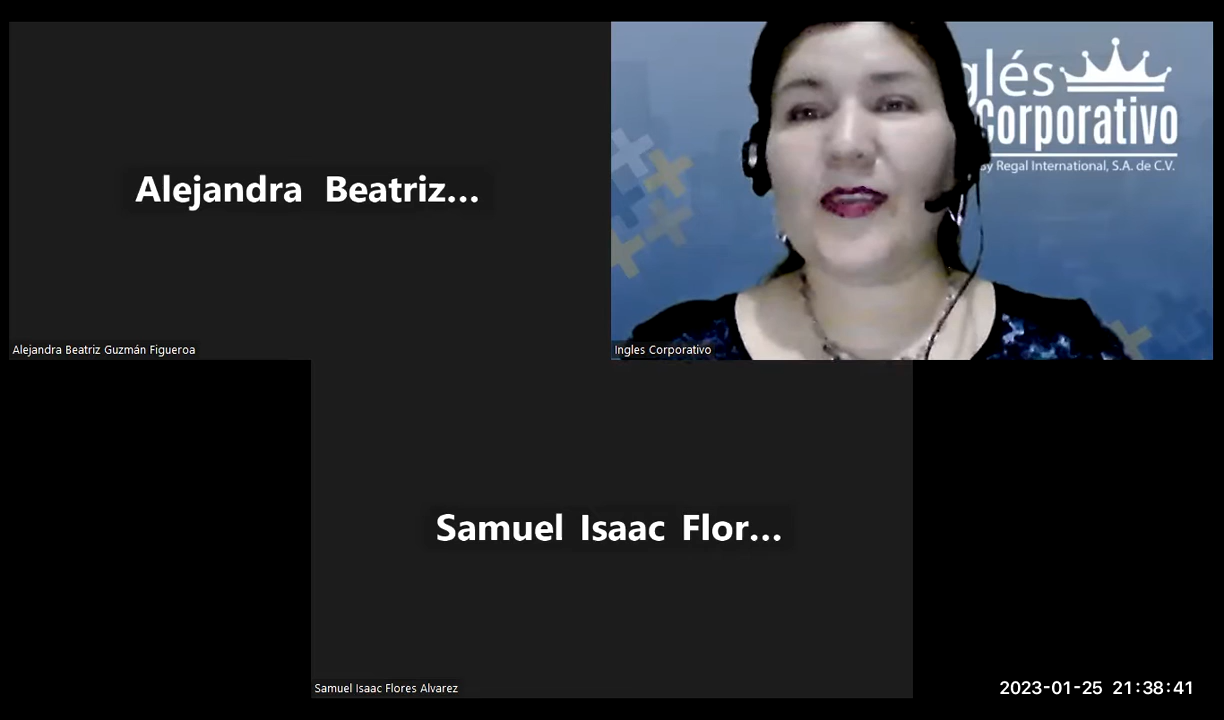 Alejandra Beatriz...
Alejandra Beatriz Guzmán Figueroa
glés
Corporativo
By Regal International, S.A. de C.V.
Ingles Corporativo
Samuel Isaac Flor...
Samuel Isaac Flores Alvarez
2023-01-25 21:38:41